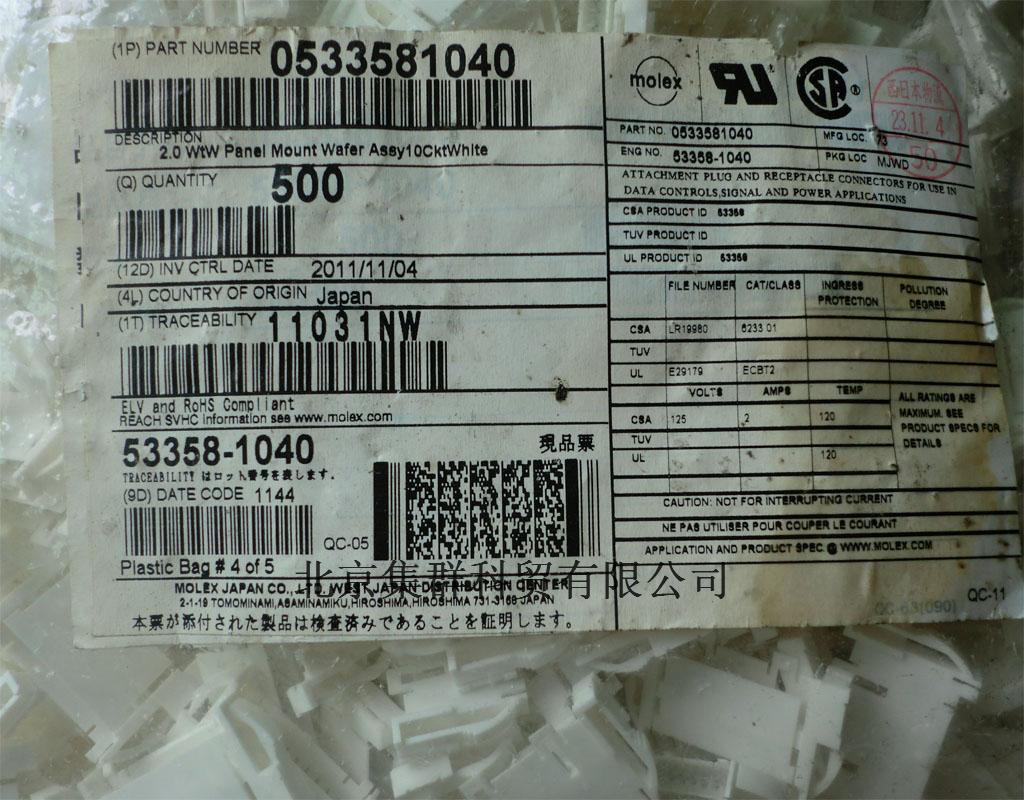 (1P) PART NUMBER 0533581040
DESCRIPTION
2.0 WtW Panel Mount Wafer Assy10CktWhite
(Q) QUANTITY 500
(12D) INV CTRL DATE 2011/11/04
(4L) COUNTRY OF ORIGIN Japan
(1T) TRACEABILITY 11031NW
ELV and RoHS Compliant
REACH SVHC Information see www.molex.com
53358-1040
現品票
TRACEABILITY はロット番号を表します.
(9D) DATE CODE 1144
QC-05
Plastic Bag # 4 of 5
MOLEX JAPAN CO., LTD. WEST JAPAN DISTRIBUTION CENTER
2-1-19 TOMOMINAMI,ASAMINAMIKU,HIROSHIMA,HIROSHIMA 731-3168 JAPAN
本票が添付された製品は検査済みであることを証明します。
molex
RU
CSA ®
西日本物流
23.11.4
50
PART NO. 0533581040 MFG LOC. 73
ENG NO. 53358-1040 PKG LOC MJWD
ATTACHMENT PLUG AND RECEPTACLE CONNECTORS FOR USE IN
DATA CONTROLS,SIGNAL AND POWER APPLICATIONS
CSA PRODUCT ID 53358
TUV PRODUCT ID
UL PRODUCT ID 53358
FILE NUMBER CAT/CLASS INGRESS PROTECTION POLLUTION DEGREE
CSA LR19980 6233 01
TUV
UL E29179 ECBT2
VOLTS AMPS TEMP
CSA 125 2 120
TUV
UL 120
ALL RATINGS ARE
MAXIMUM. SEE
PRODUCT SPECS FOR
DETAILS
CAUTION: NOT FOR INTERRUPTING CURRENT
NE PAS UTILISER POUR COUPER LE COURANT
APPLICATION AND PRODUCT SPEC @ WWW.MOLEX.COM
QC-11
QC-63(090)
北京集群科贸有限公司